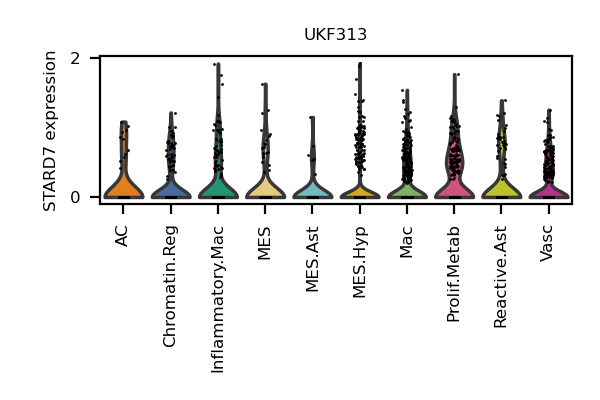 UKF313
STARD7 expression
2
0
AC
Chromatin.Reg
Inflammatory.Mac
MES
MES.Ast
MES.Hyp
Mac
Prolif.Metab
Reactive.Ast
Vasc